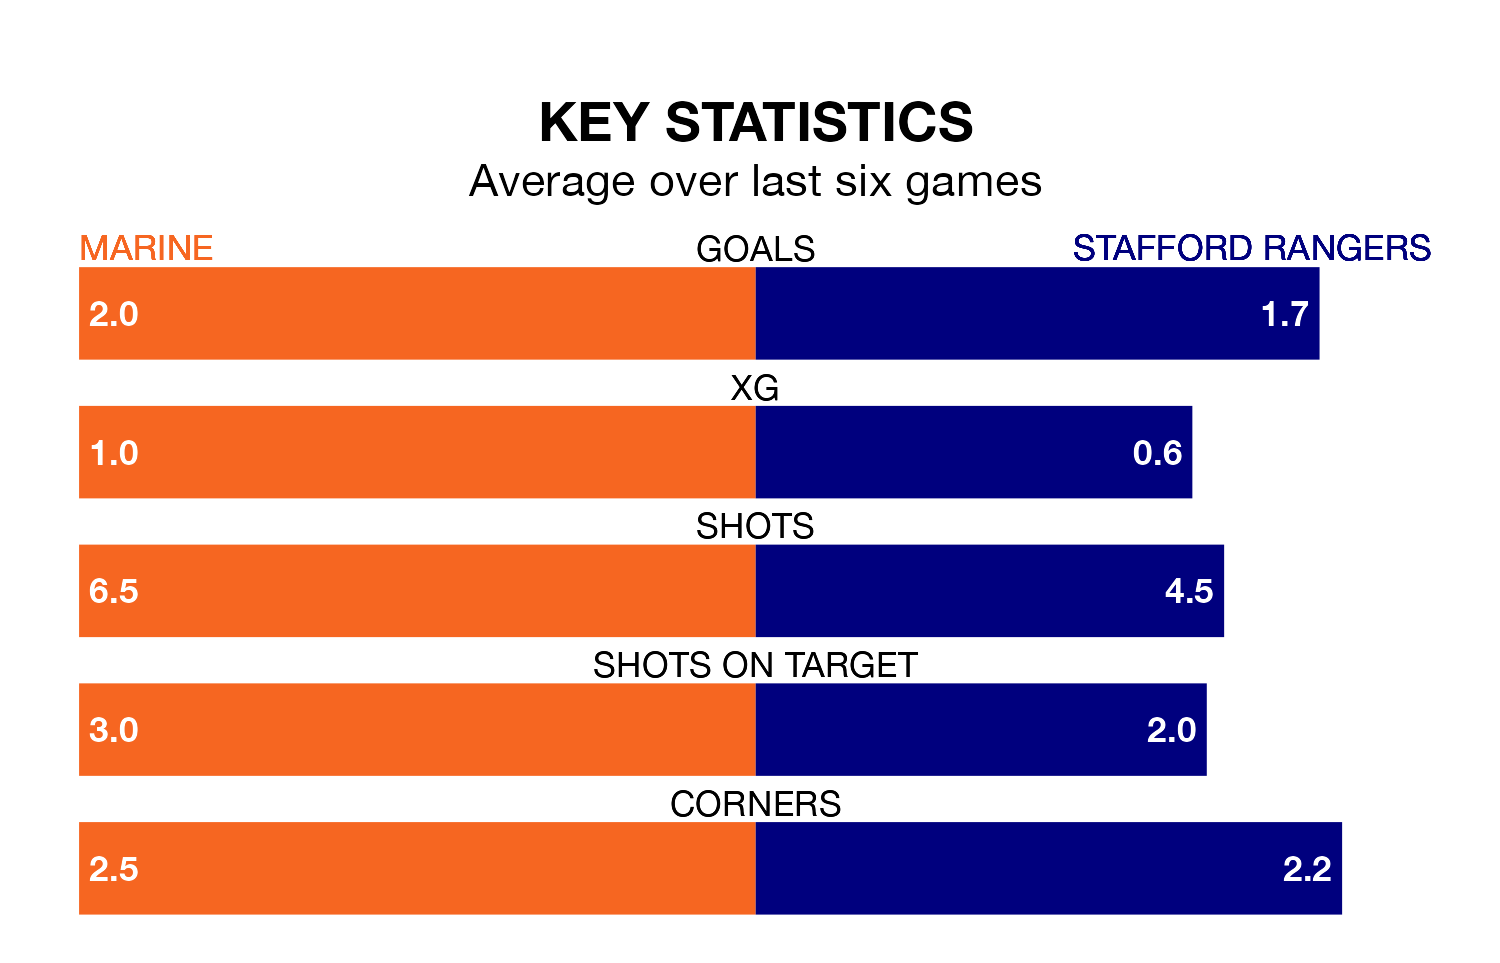 KEY STATISTICS
Average over last six games
MARINE GOALS STAFFORD RANGERS
2.0 1.7
XG
1.0 0.6
SHOTS
6.5 4.5
SHOTS ON TARGET
3.0 2.0
CORNERS
2.5 2.2